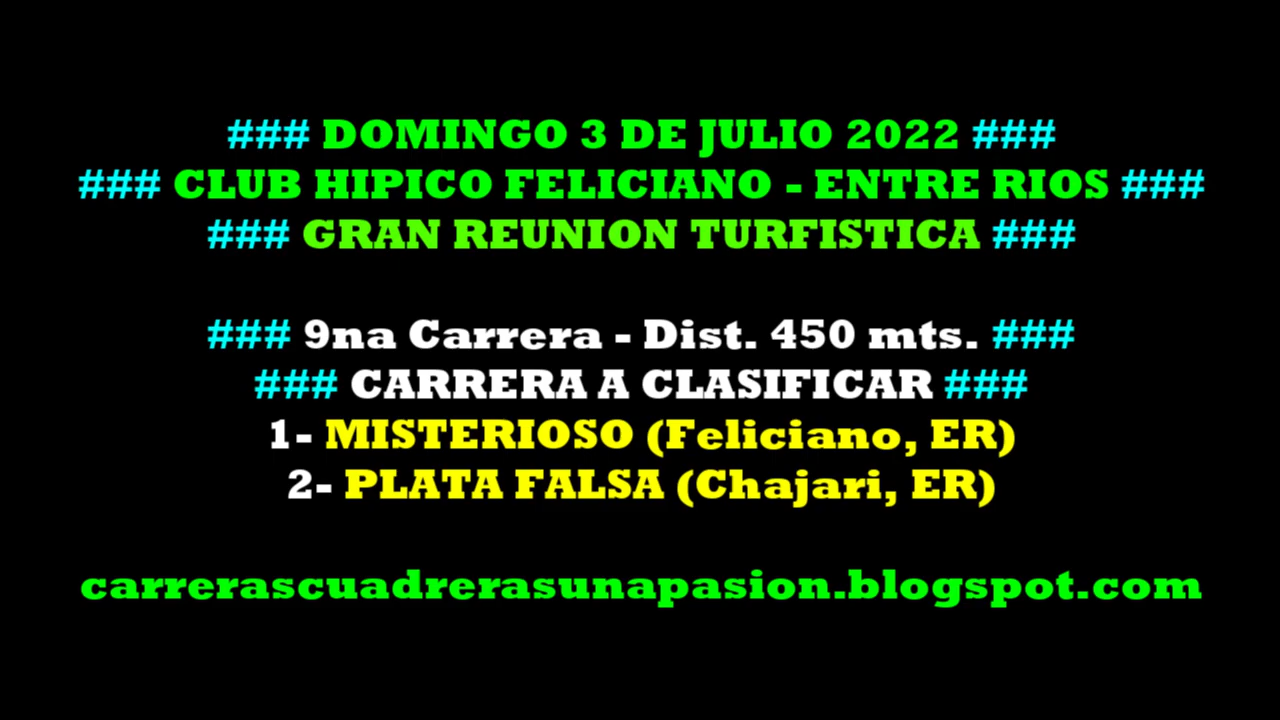 ### DOMINGO 3 DE JULIO 2022 ###
### CLUB HIPICO FELICIANO - ENTRE RIOS ###
### GRAN REUNION TURFISTICA ###
### 9na Carrera - Dist. 450 mts. ###
### CARRERA A CLASIFICAR ###
1- MISTERIOSO (Feliciano, ER)
2- PLATA FALSA (Chajari, ER)
carrerascuadrerasunapasion.blogspot.com